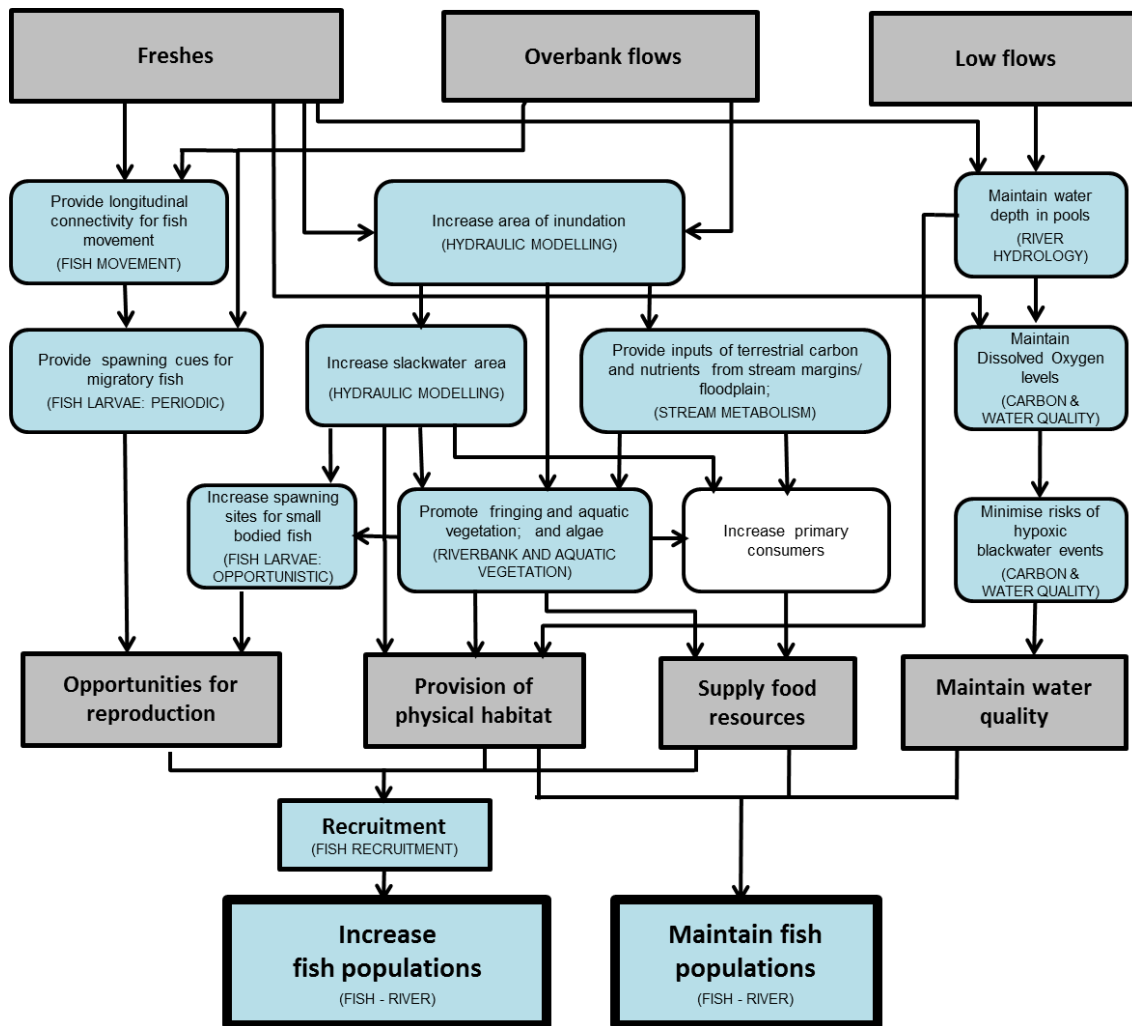 Freshes
Overbank flows
Low flows
Provide longitudinal
connectivity for fish
movement
(FISH MOVEMENT)
Increase area of inundation
(HYDRAULIC MODELLING)
Maintain water
depth in pools
(RIVER
HYDROLOGY)
Provide spawning cues for
migratory fish
(FISH LARVAE: PERIODIC)
Increase slackwater area
(HYDRAULIC MODELLING)
Provide inputs of terrestrial carbon
and nutrients from stream margins/
floodplain;
(STREAM METABOLISM)
Maintain
Dissolved Oxygen
levels
(CARBON &
WATER QUALITY)
Increase spawning
sites for small
bodied fish
(FISH LARVAE:
OPPORTUNISTIC)
Promote fringing and aquatic
vegetation; and algae
(RIVERBANK AND AQUATIC
VEGETATION)
Increase primary
consumers
Minimise risks of
hypoxic
blackwater events
(CARBON &
WATER QUALITY)
Opportunities for
reproduction
Provision of
physical habitat
Supply food
resources
Maintain water
quality
Recruitment
(FISH RECRUITMENT)
Increase
fish populations
(FISH - RIVER)
Maintain fish
populations
(FISH - RIVER)